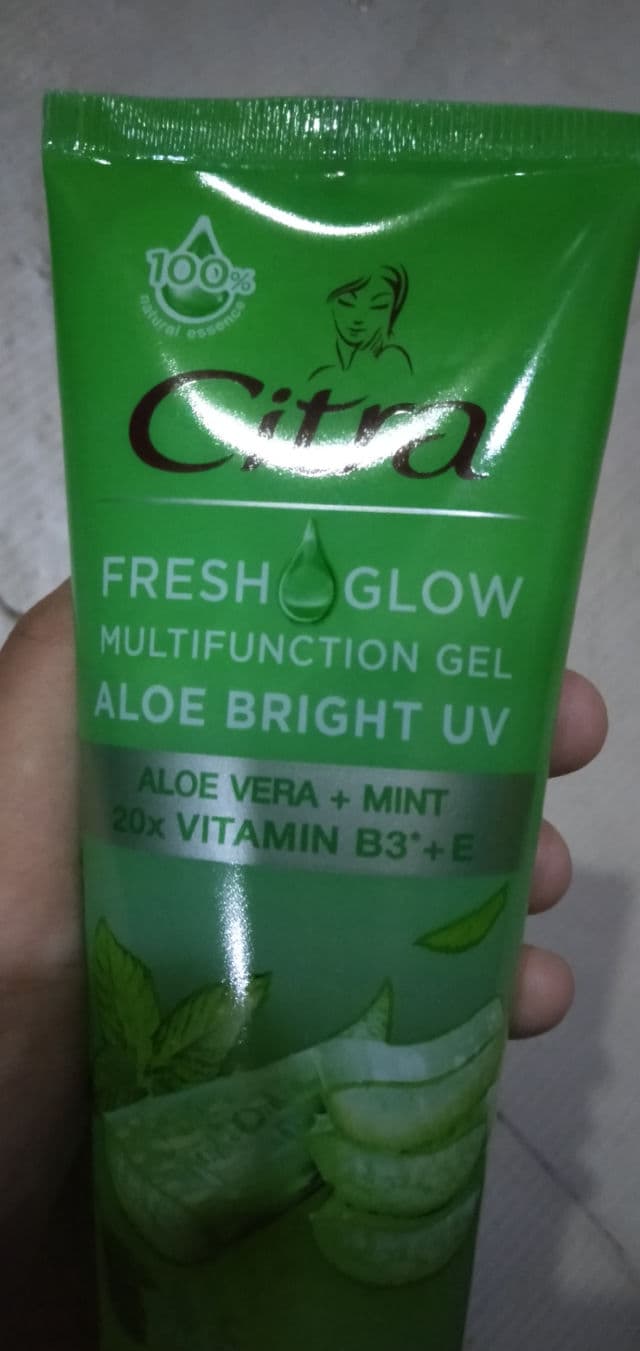 100%
natural essence
Citra
FRESH GLOW
MULTIFUNCTION GEL
ALOE BRIGHT UV
ALOE VERA + MINT
20x VITAMIN B3*+E